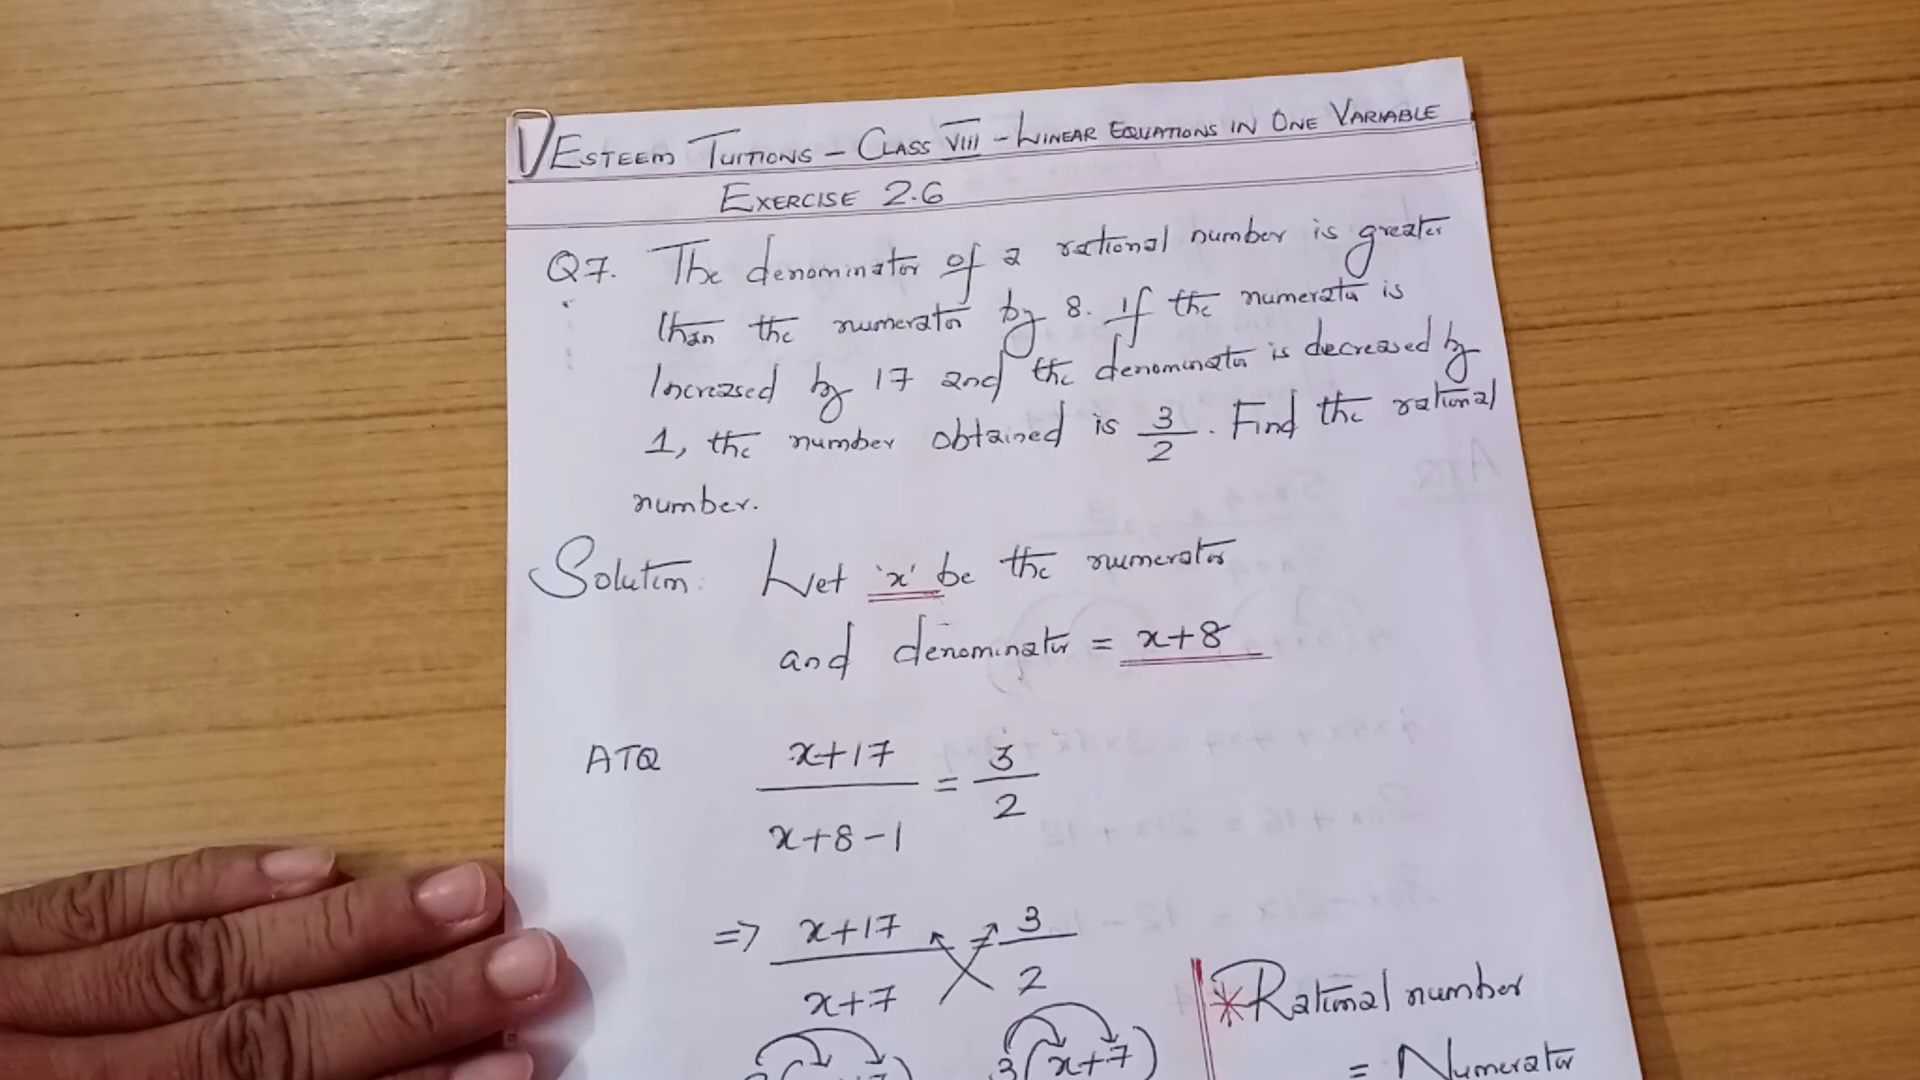 ESTEEM TUITIONS - CLASS VIII - LINEAR EQUATIONS IN ONE VARIABLE
EXERCISE 2.6
Q7. The denominator of a rational number is greater
than the numerator by 8. If the numerator is
Increased by 17 and the denominator is decreased by
1, the number obtained is 3/2. Find the rational
number.
Solution: Let 'x' be the numerator
and denominator = x+8
ATQ x+17/x+8-1 = 3/2
=> x+17/x+7 = 3/2
3(x+7)
* Rational number
= Numerator